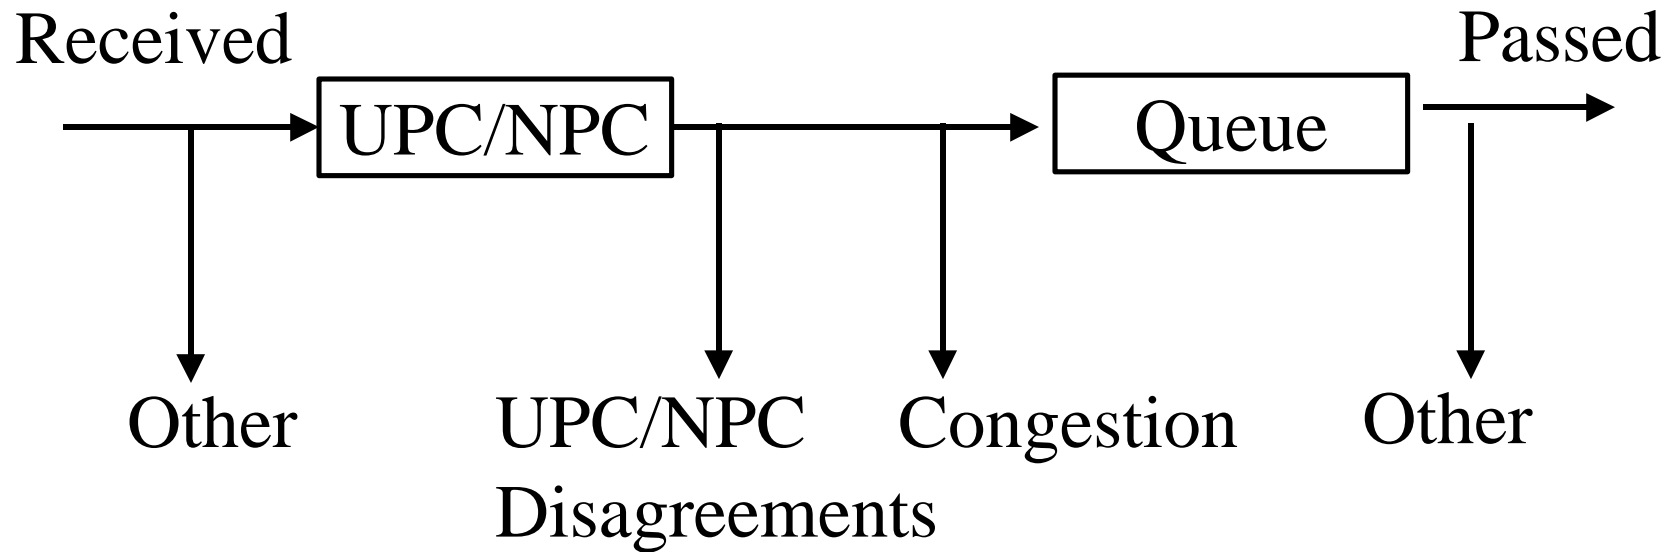 Received
Passed
UPC/NPC
Queue
Other
UPC/NPC
Disagreements
Congestion
Other